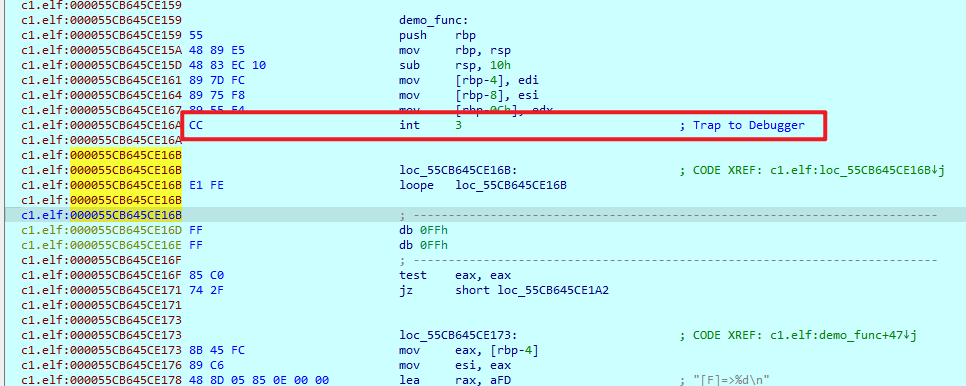 c1.elf:000055CB645CE159
c1.elf:000055CB645CE159 demo_func:
c1.elf:000055CB645CE159 55 push rbp
c1.elf:000055CB645CE15A 48 89 E5 mov rbp, rsp
c1.elf:000055CB645CE15D 48 83 EC 10 sub rsp, 10h
c1.elf:000055CB645CE161 89 7D FC mov [rbp-4], edi
c1.elf:000055CB645CE164 89 75 F8 mov [rbp-8], esi
c1.elf:000055CB645CE167 89 55 F4 mov [rbp-0Ch], edx
c1.elf:000055CB645CE16A CC int 3 ; Trap to Debugger
c1.elf:000055CB645CE16A
c1.elf:000055CB645CE16B
c1.elf:000055CB645CE16B loc_55CB645CE16B: ; CODE XREF: c1.elf:loc_55CB645CE16B↓j
c1.elf:000055CB645CE16B E1 FE loope loc_55CB645CE16B
c1.elf:000055CB645CE16B
c1.elf:000055CB645CE16B ; ---------------------------------------------------------------------------
c1.elf:000055CB645CE16D FF db 0FFh
c1.elf:000055CB645CE16E FF db 0FFh
c1.elf:000055CB645CE16F ; ---------------------------------------------------------------------------
c1.elf:000055CB645CE16F 85 C0 test eax, eax
c1.elf:000055CB645CE171 74 2F jz short loc_55CB645CE1A2
c1.elf:000055CB645CE171
c1.elf:000055CB645CE173
c1.elf:000055CB645CE173 loc_55CB645CE173: ; CODE XREF: c1.elf:demo_func+47↓j
c1.elf:000055CB645CE173 8B 45 FC mov eax, [rbp-4]
c1.elf:000055CB645CE176 89 C6 mov esi, eax
c1.elf:000055CB645CE178 48 8D 05 85 0E 00 00 lea rax, aFD ; "[F]=>%d\n"